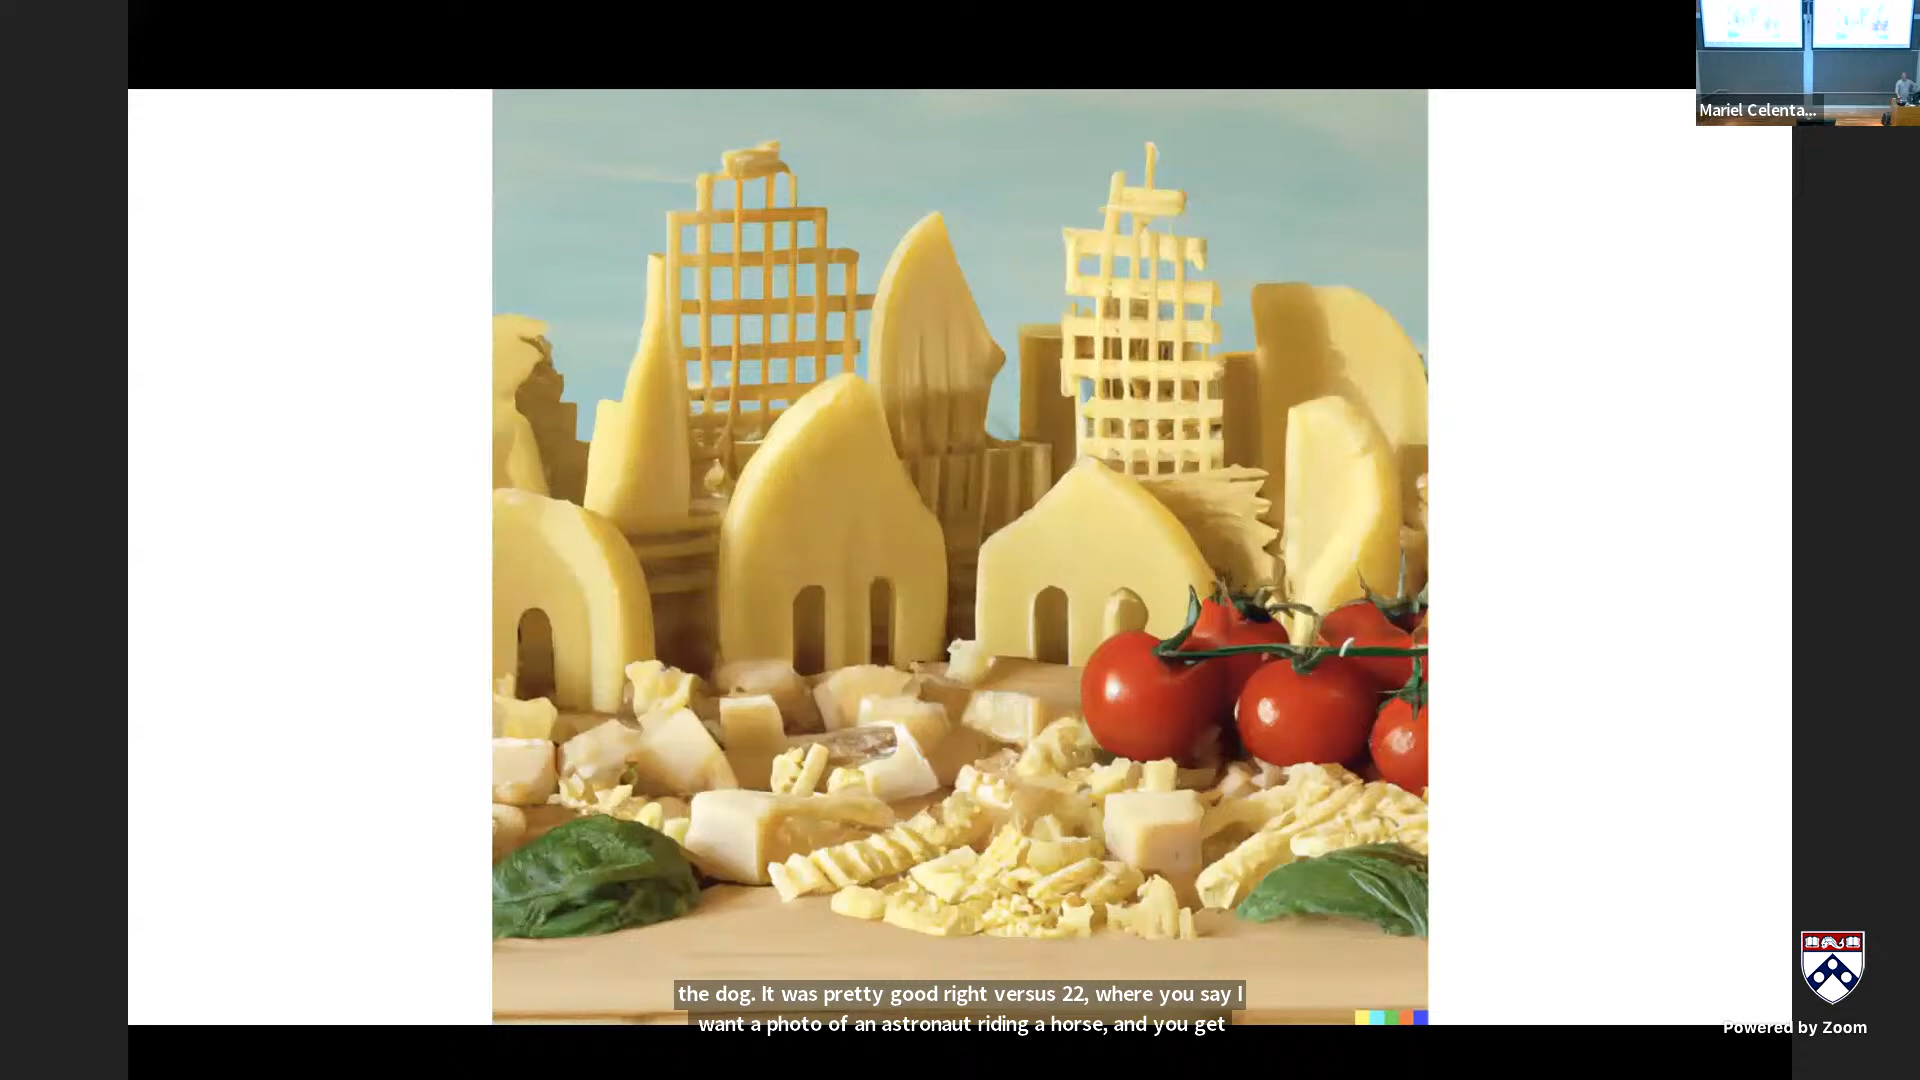 Mariel Celenta...
the dog. It was pretty good right versus 22, where you say I
want a photo of an astronaut riding a horse, and you get
Powered by Zoom